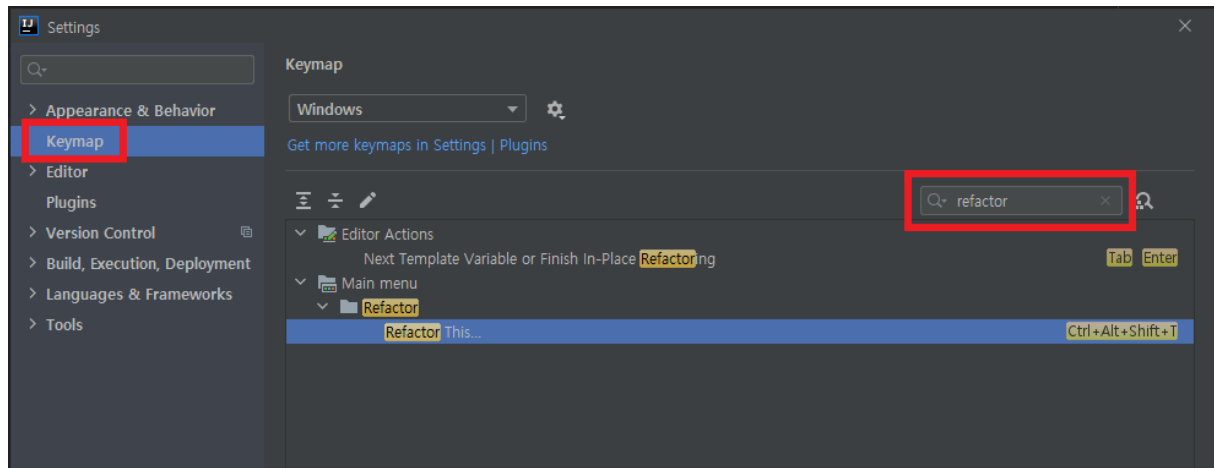 Settings
Keymap
Appearance & Behavior
Windows
Keymap
Get more keymaps in Settings | Plugins
Editor
Plugins
refactor
Version Control
Editor Actions
Next Template Variable or Finish In-Place Refactoring Tab Enter
Build, Execution, Deployment
Main menu
Languages & Frameworks
Refactor
Tools
Refactor This... Ctrl+Alt+Shift+T